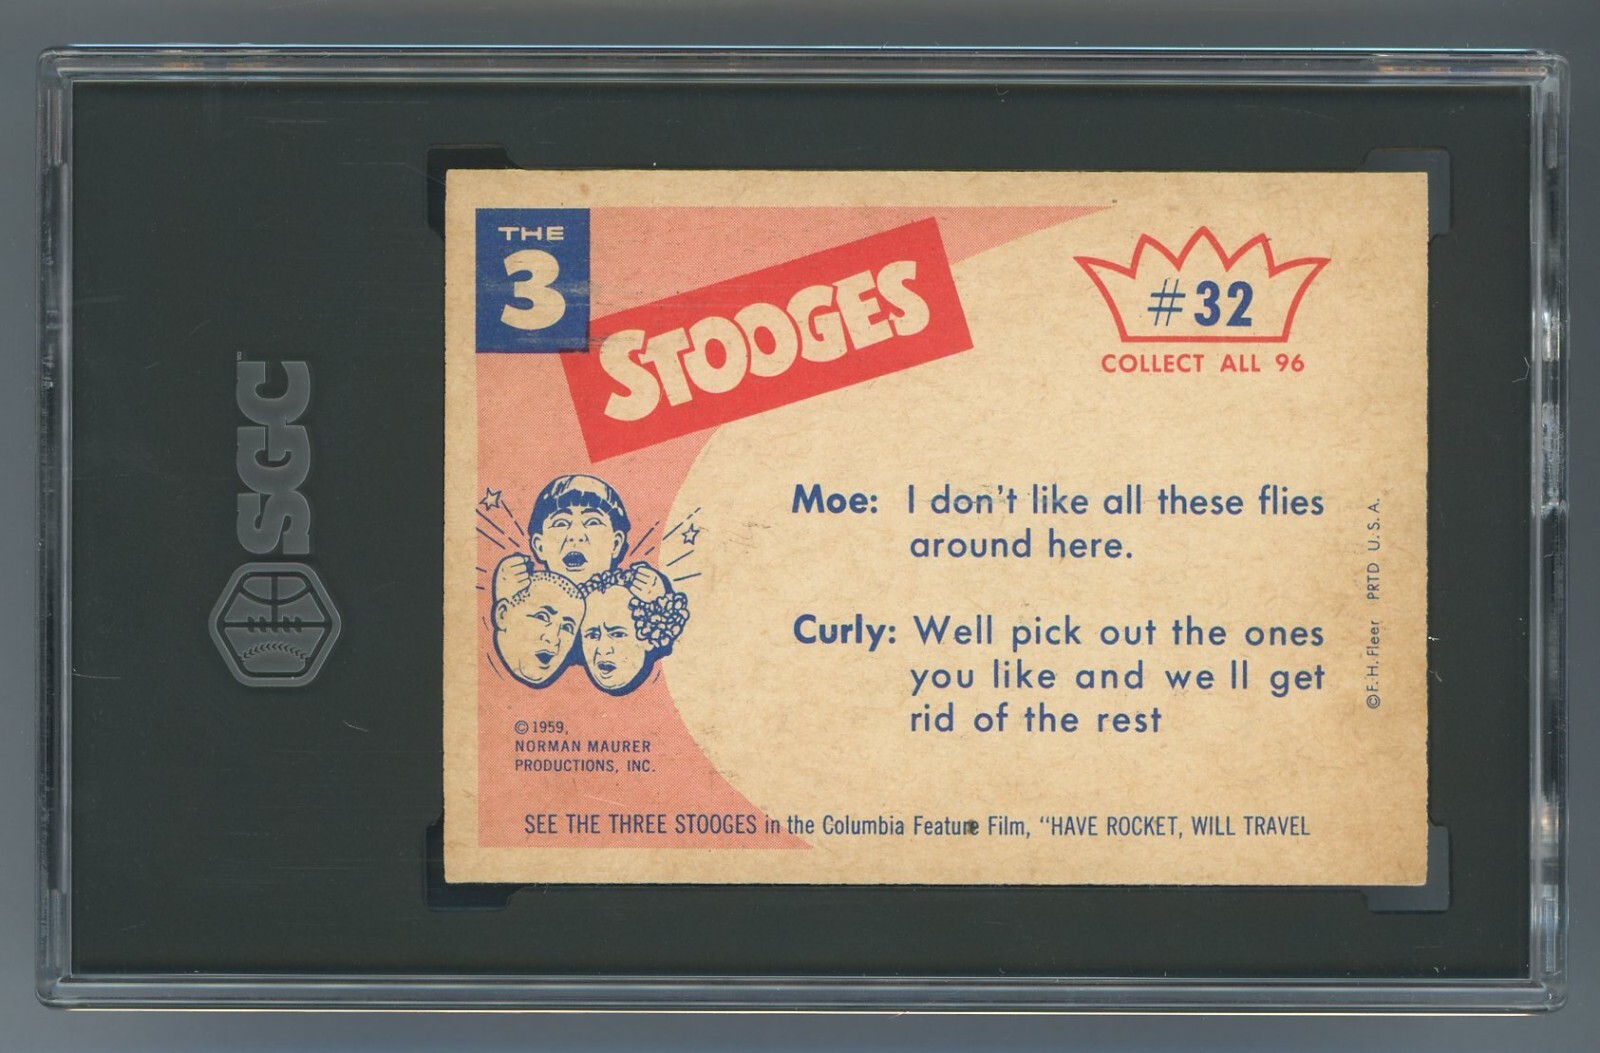 SGC
THE
3
STOOGES
#32
COLLECT ALL 96
Moe: I don't like all these flies
around here.
Curly: Well pick out the ones
you like and we ll get
rid of the rest
© 1959,
NORMAN MAURER
PRODUCTIONS, INC.
SEE THE THREE STOOGES in the Columbia Feature Film, “HAVE ROCKET, WILL TRAVEL
©F.H. Fleer PRTD U.S.A.